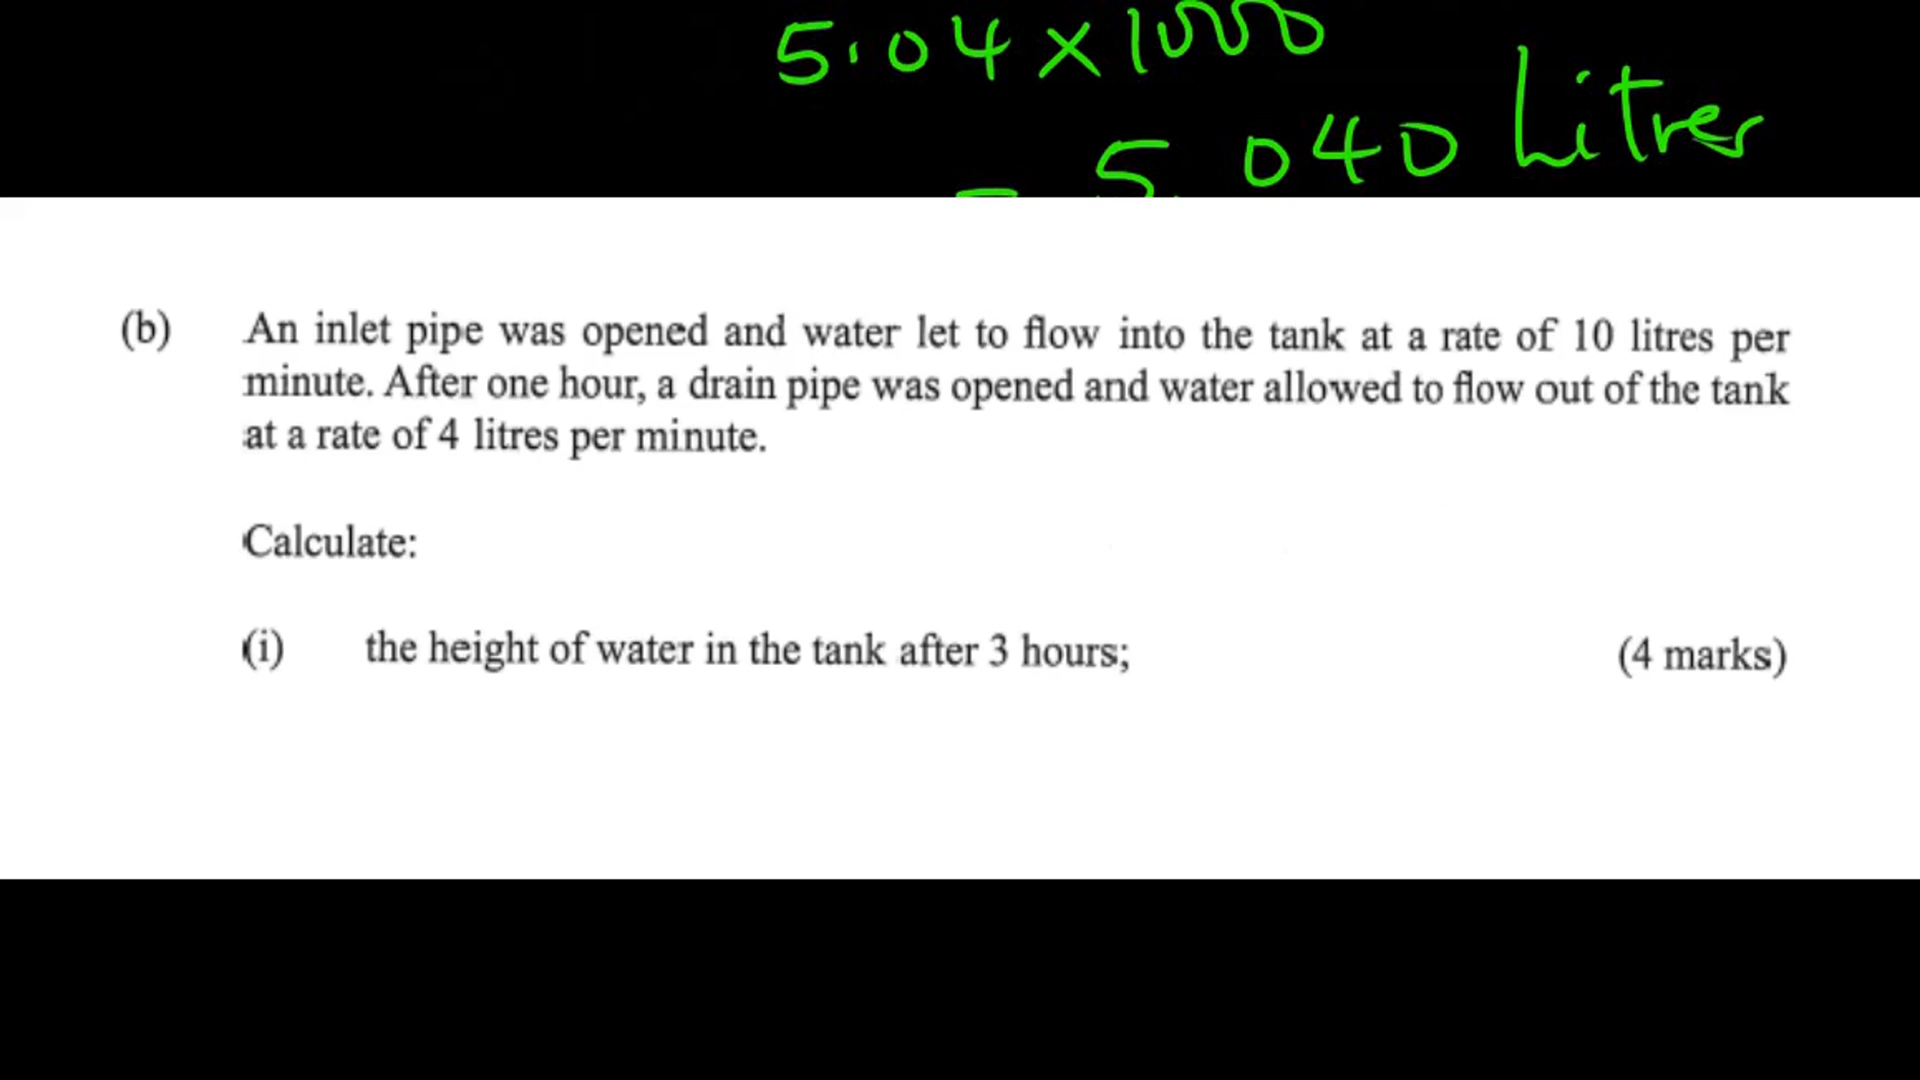 5.04 × 1000
= 5,040 Litres
(b) An inlet pipe was opened and water let to flow into the tank at a rate of 10 litres per
minute. After one hour, a drain pipe was opened and water allowed to flow out of the tank
at a rate of 4 litres per minute.
Calculate:
(i) the height of water in the tank after 3 hours; (4 marks)